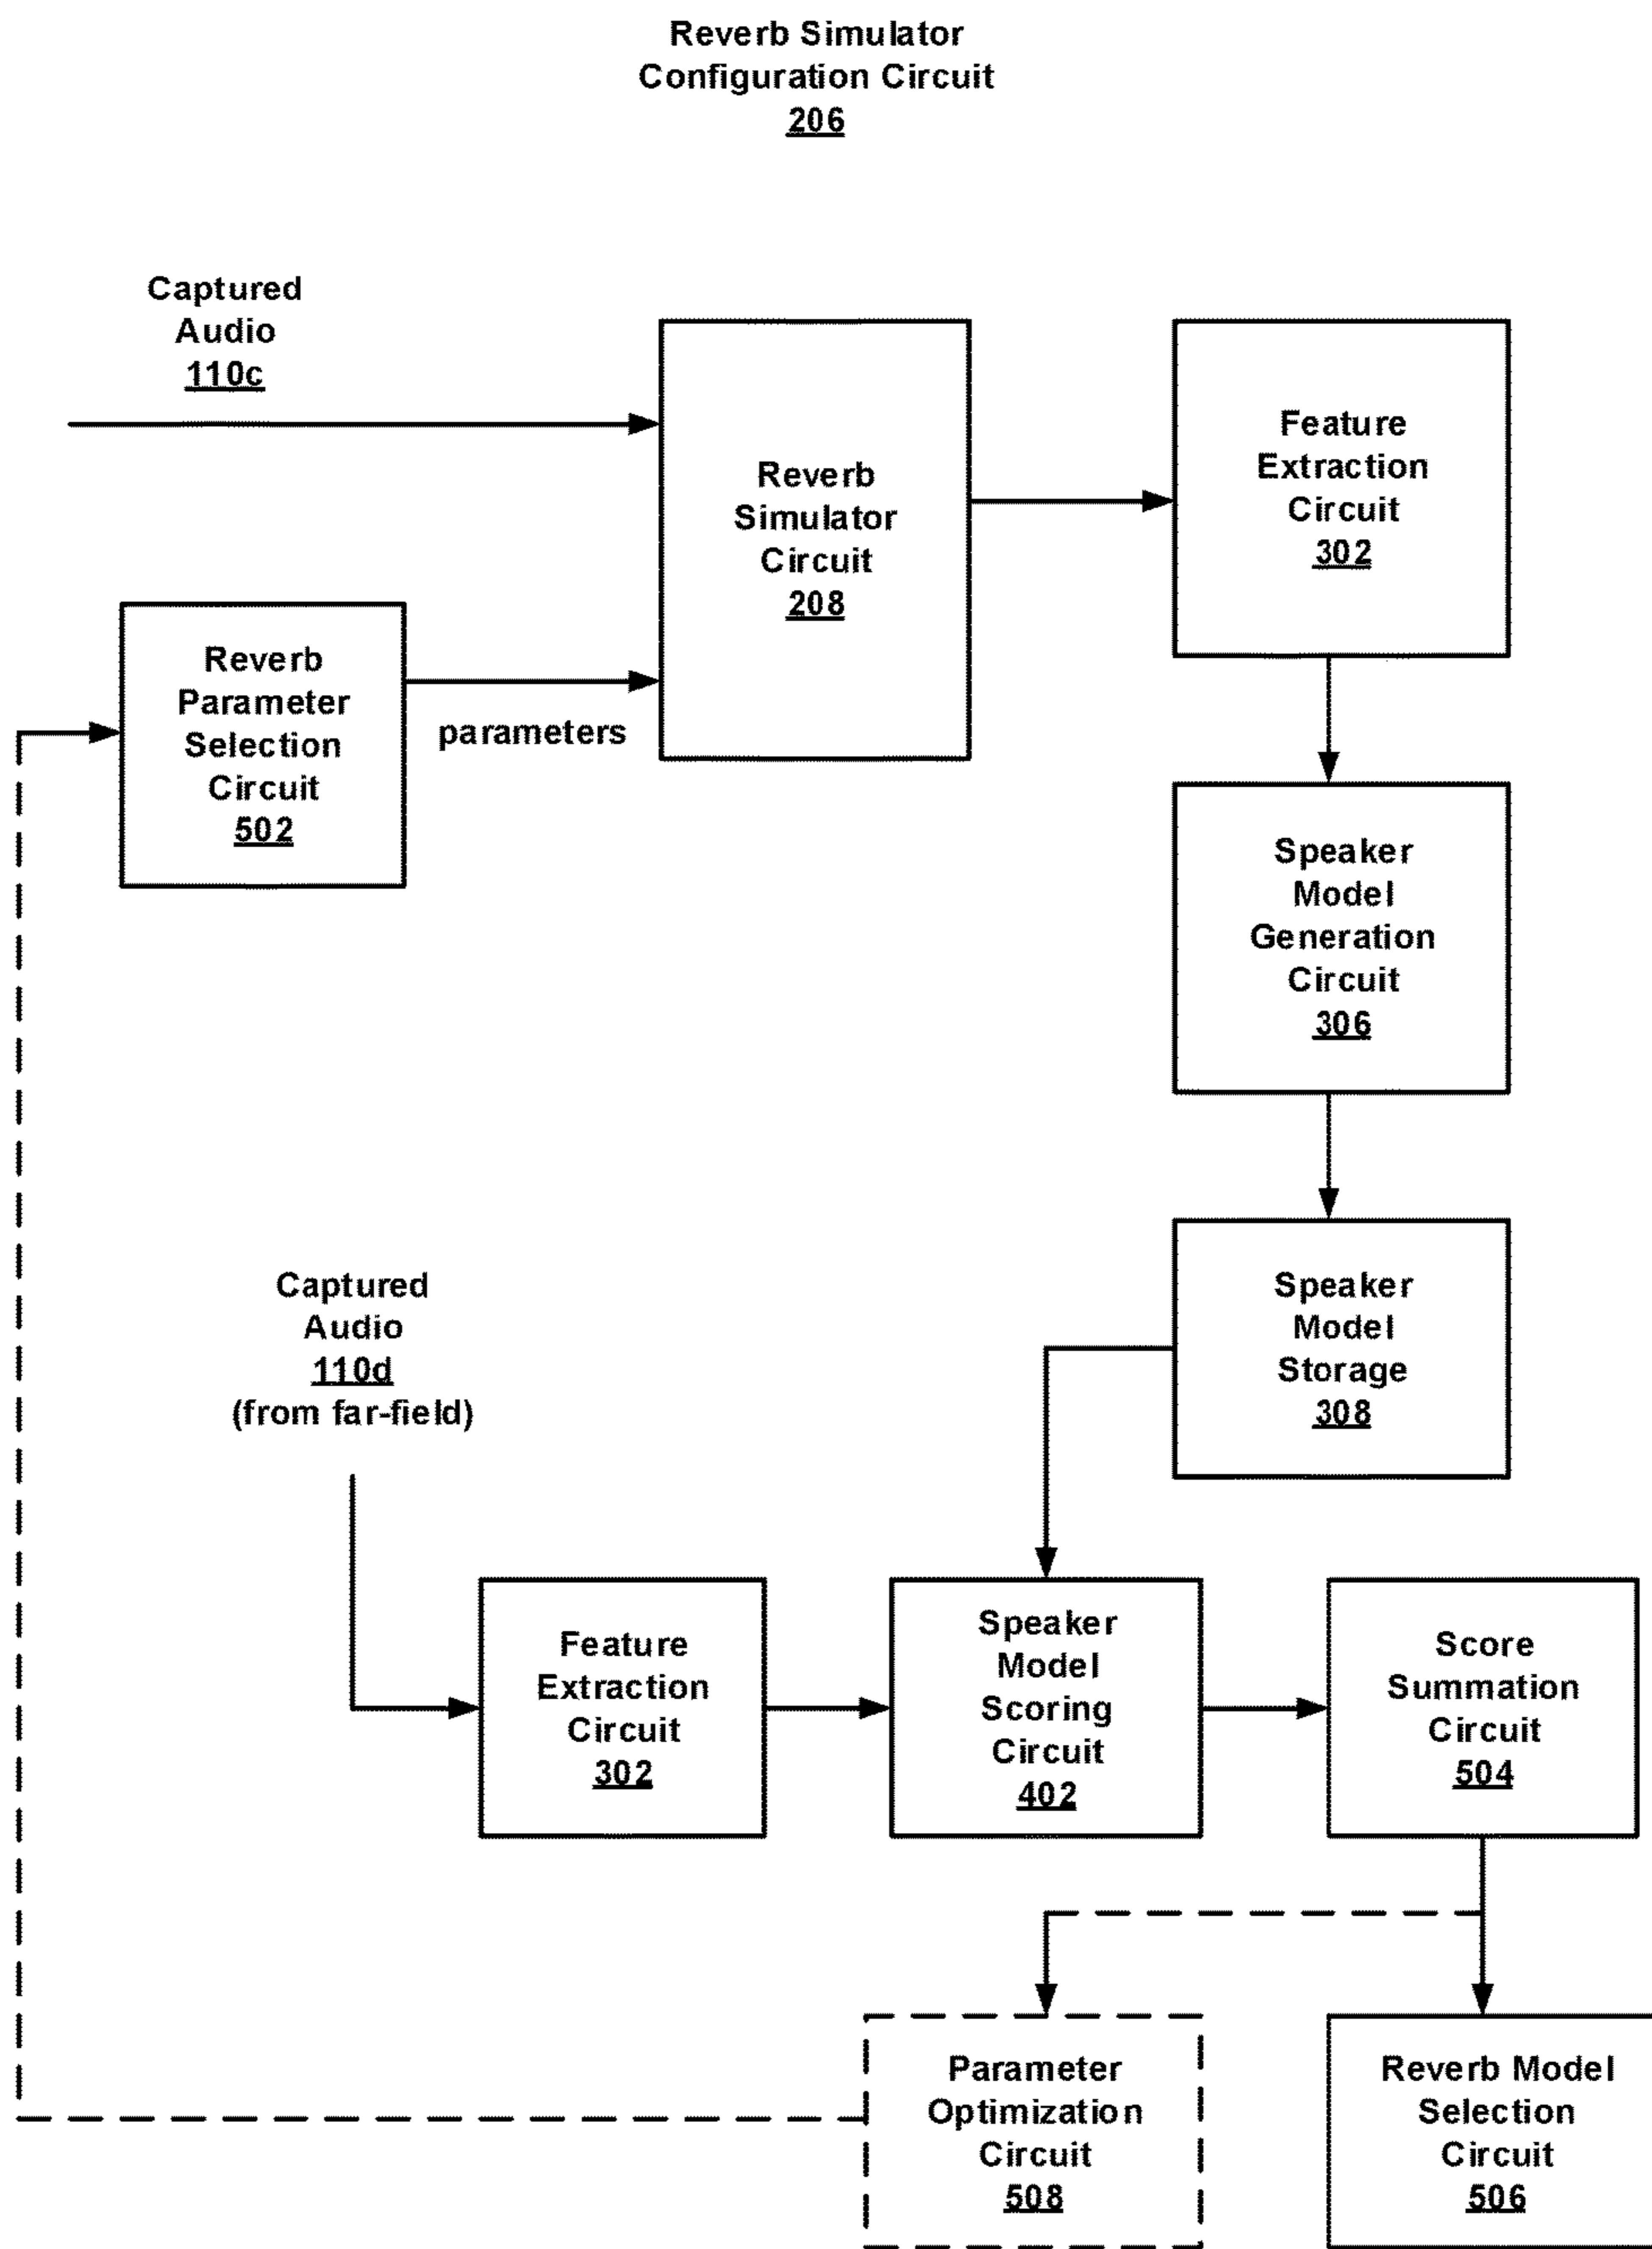 Reverb Simulator
Configuration Circuit
206
Captured
Audio
110c
Reverb
Simulator
Circuit
208
Feature
Extraction
Circuit
302
Reverb
Parameter
Selection
Circuit
502
parameters
Speaker
Model
Generation
Circuit
306
Speaker
Model
Storage
308
Captured
Audio
110d
(from far-field)
Feature
Extraction
Circuit
302
Speaker
Model
Scoring
Circuit
402
Score
Summation
Circuit
504
Parameter
Optimization
Circuit
508
Reverb Model
Selection
Circuit
506